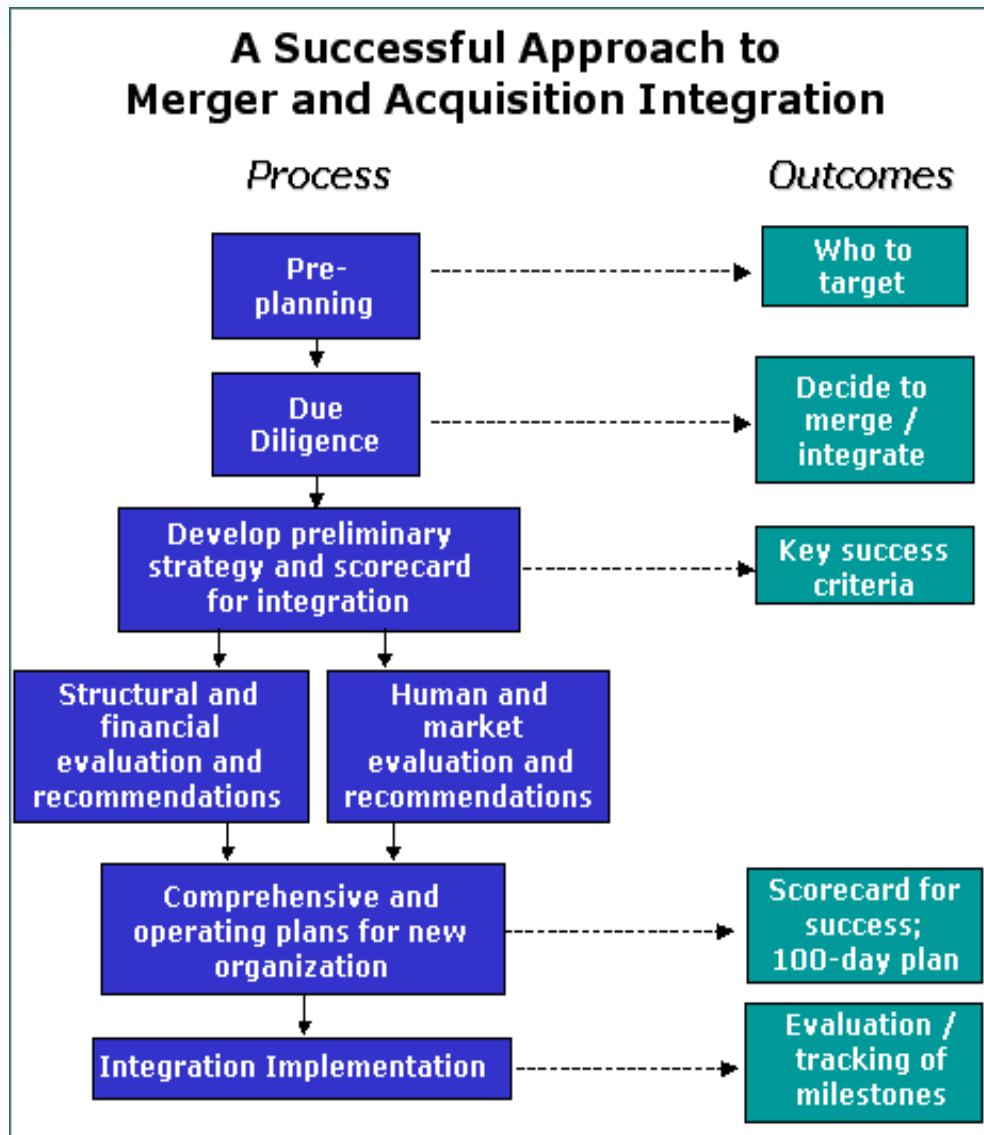 A Successful Approach to
Merger and Acquisition Integration
Process
Outcomes
Pre-
planning
Who to
target
Due
Diligence
Decide to
merge /
integrate
Develop preliminary
strategy and scorecard
for integration
Key success
criteria
Structural and
financial
evaluation and
recommendations
Human and
market
evaluation and
recommendations
Comprehensive and
operating plans for new
organization
Scorecard for
success;
100-day plan
Integration Implementation
Evaluation /
tracking of
milestones